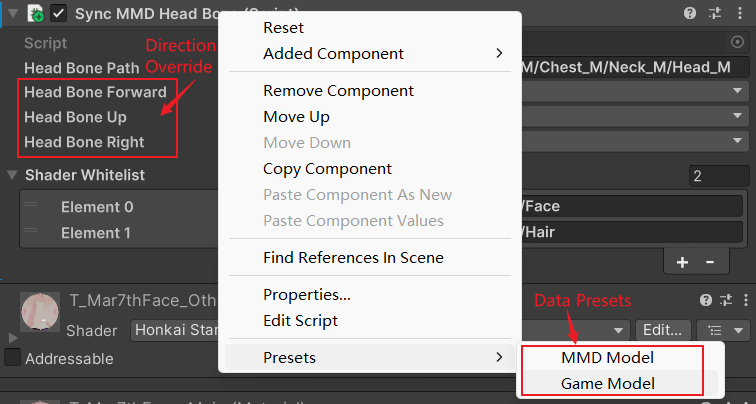 Sync MMD Head Bone (Script)
Reset
Script
Direction
Added Component
Head Bone Path
Override
M/Chest_M/Neck_M/Head_M
Head Bone Forward
Remove Component
Head Bone Up
Move Up
Head Bone Right
Move Down
Copy Component
Shader Whitelist
2
Paste Component As New
Element 0
/Face
Paste Component Values
Element 1
/Hair
Find References In Scene
+ -
Properties...
T_Mar7thFace_Oth
Data Presets
Edit Script
Shader
Honkai Star
Edit...
Addressable
Presets
MMD Model
Game Model